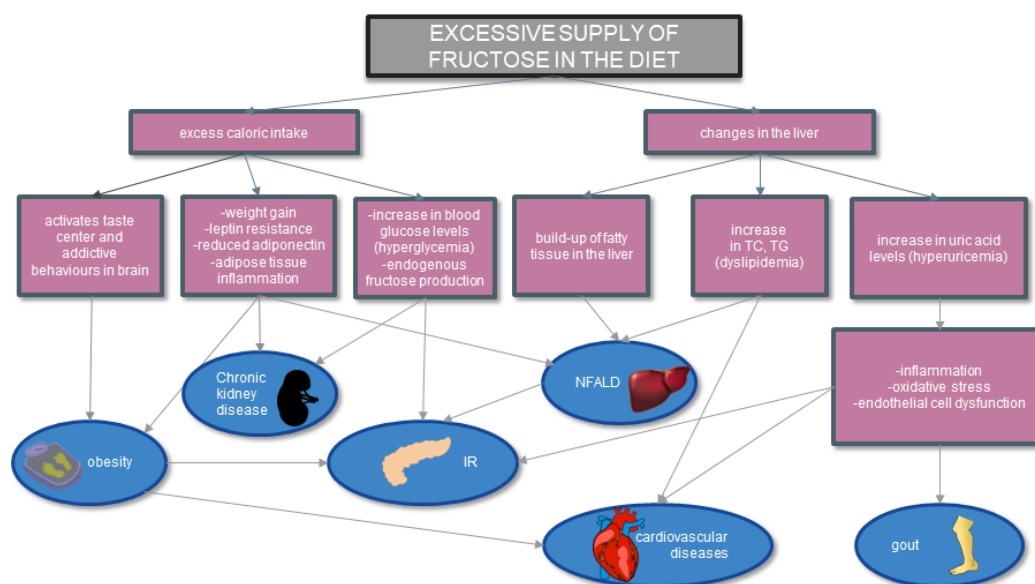 EXCESSIVE SUPPLY OF
FRUCTOSE IN THE DIET
excess caloric intake
changes in the liver
activates taste
center and
addictive
behaviours in brain
-weight gain
-leptin resistance
-reduced adiponectin
-adipose tissue
inflammation
-increase in blood
glucose levels
(hyperglycemia)
-endogenous
fructose production
build-up of fatty
tissue in the liver
increase
in TC, TG
(dyslipidemia)
increase in uric acid
levels (hyperuricemia)
Chronic
kidney
disease
NFALD
-inflammation
-oxidative stress
-endothelial cell dysfunction
obesity
IR
cardiovascular
diseases
gout